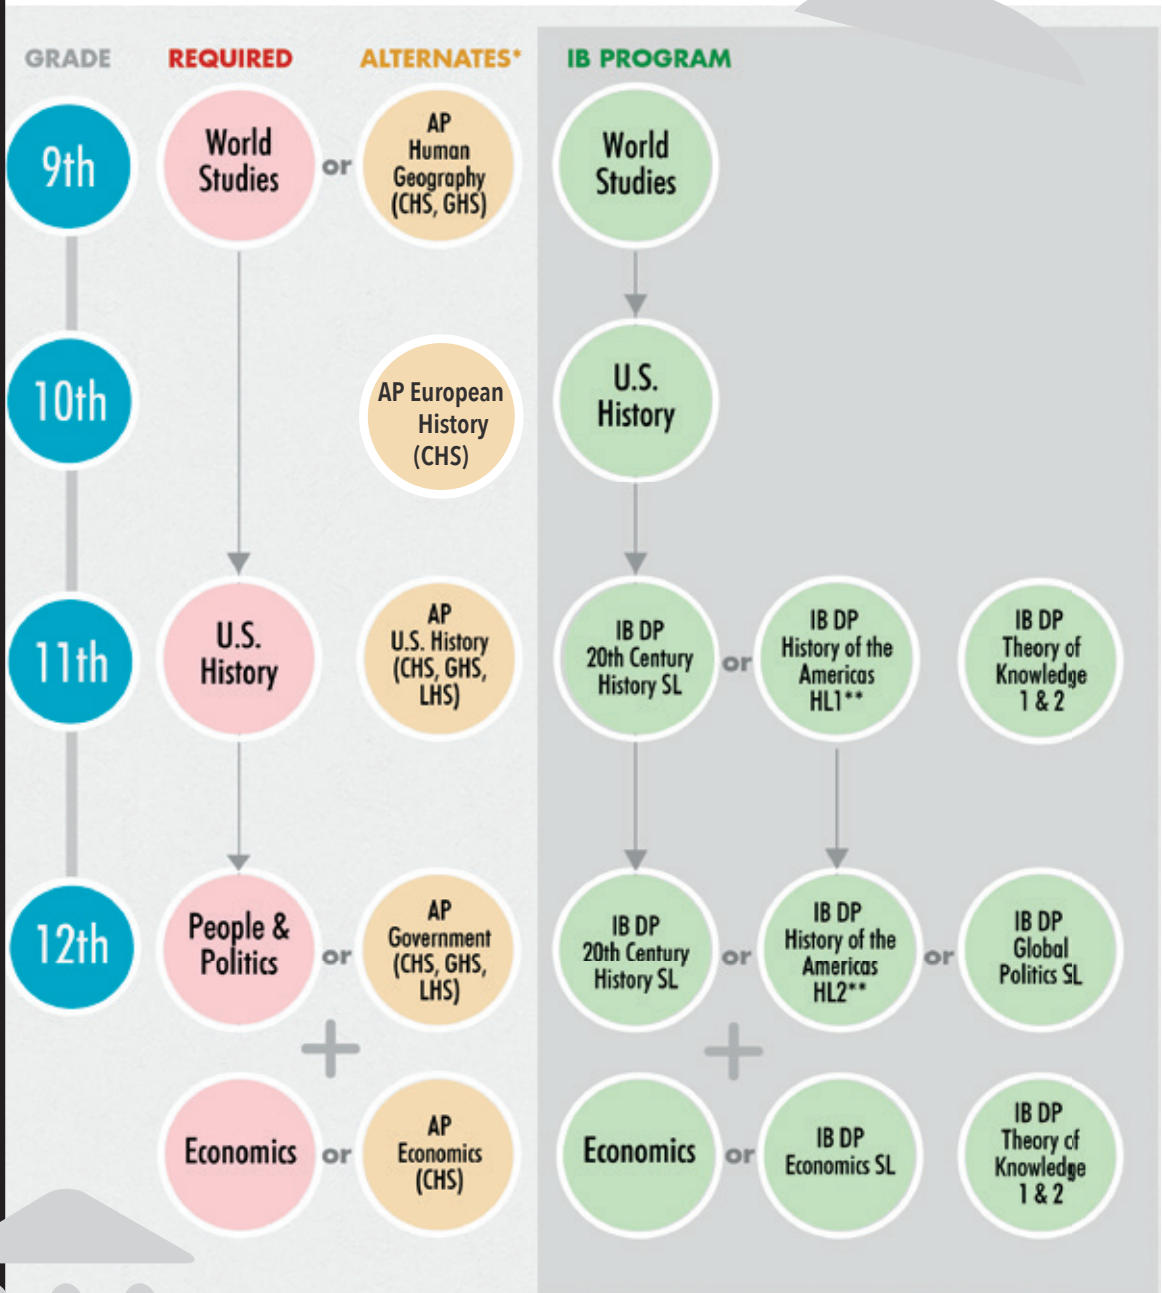 GRADE REQUIRED ALTERNATES* IB PROGRAM
9th
World
Studies
or
AP
Human
Geography
(CHS, GHS)
World
Studies
10th
AP European
History
(CHS)
U.S.
History
11th
U.S.
History
AP
U.S. History
(CHS, GHS,
LHS)
IB DP
20th Century
History SL
or
IB DP
History of the
Americas
HL1**
IB DP
Theory of
Knowledge
1 & 2
12th
People &
Politics
or
AP
Government
(CHS, GHS,
LHS)
IB DP
20th Century
History SL
or
IB DP
History of the
Americas
HL2**
or
IB DP
Global
Politics SL
+
+
Economics
or
AP
Economics
(CHS)
Economics
or
IB DP
Economics SL
IB DP
Theory of
Knowledge
1 & 2